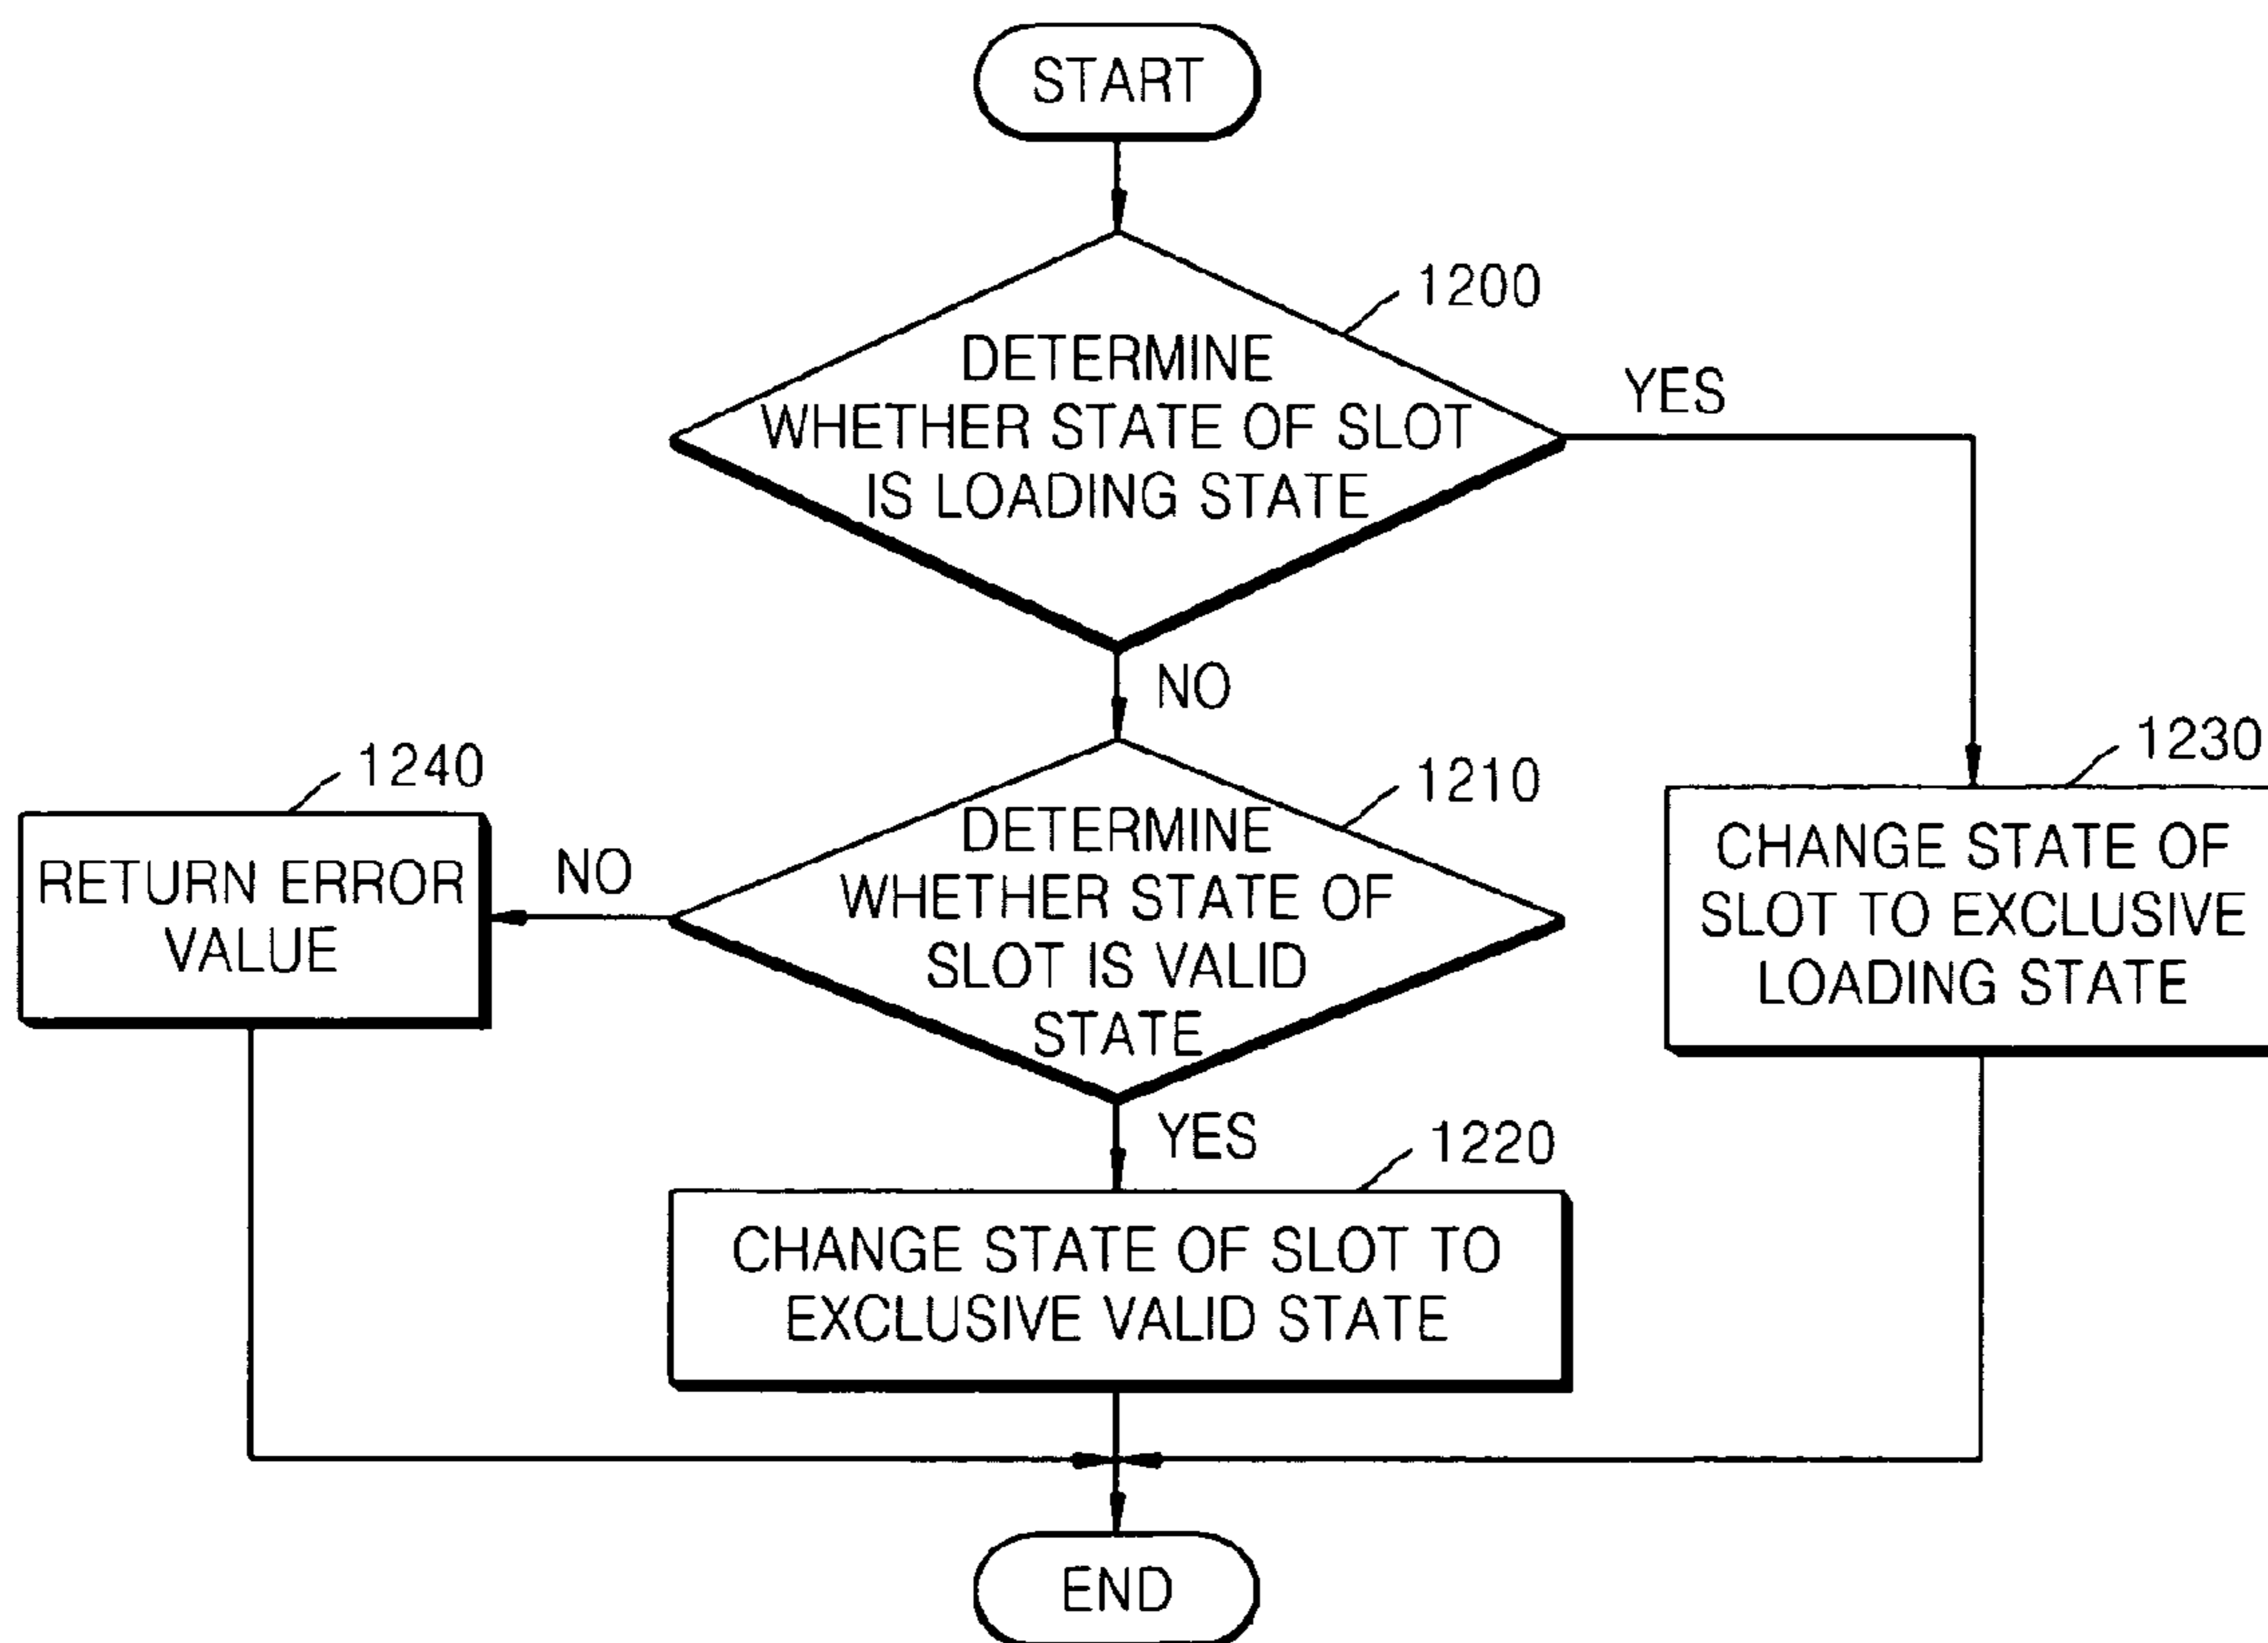 START
1200
DETERMINE
WHETHER STATE OF SLOT
IS LOADING STATE
YES
NO
1240
RETURN ERROR
VALUE
NO
1210
DETERMINE
WHETHER STATE OF
SLOT IS VALID
STATE
1230
CHANGE STATE OF
SLOT TO EXCLUSIVE
LOADING STATE
YES
1220
CHANGE STATE OF SLOT TO
EXCLUSIVE VALID STATE
END